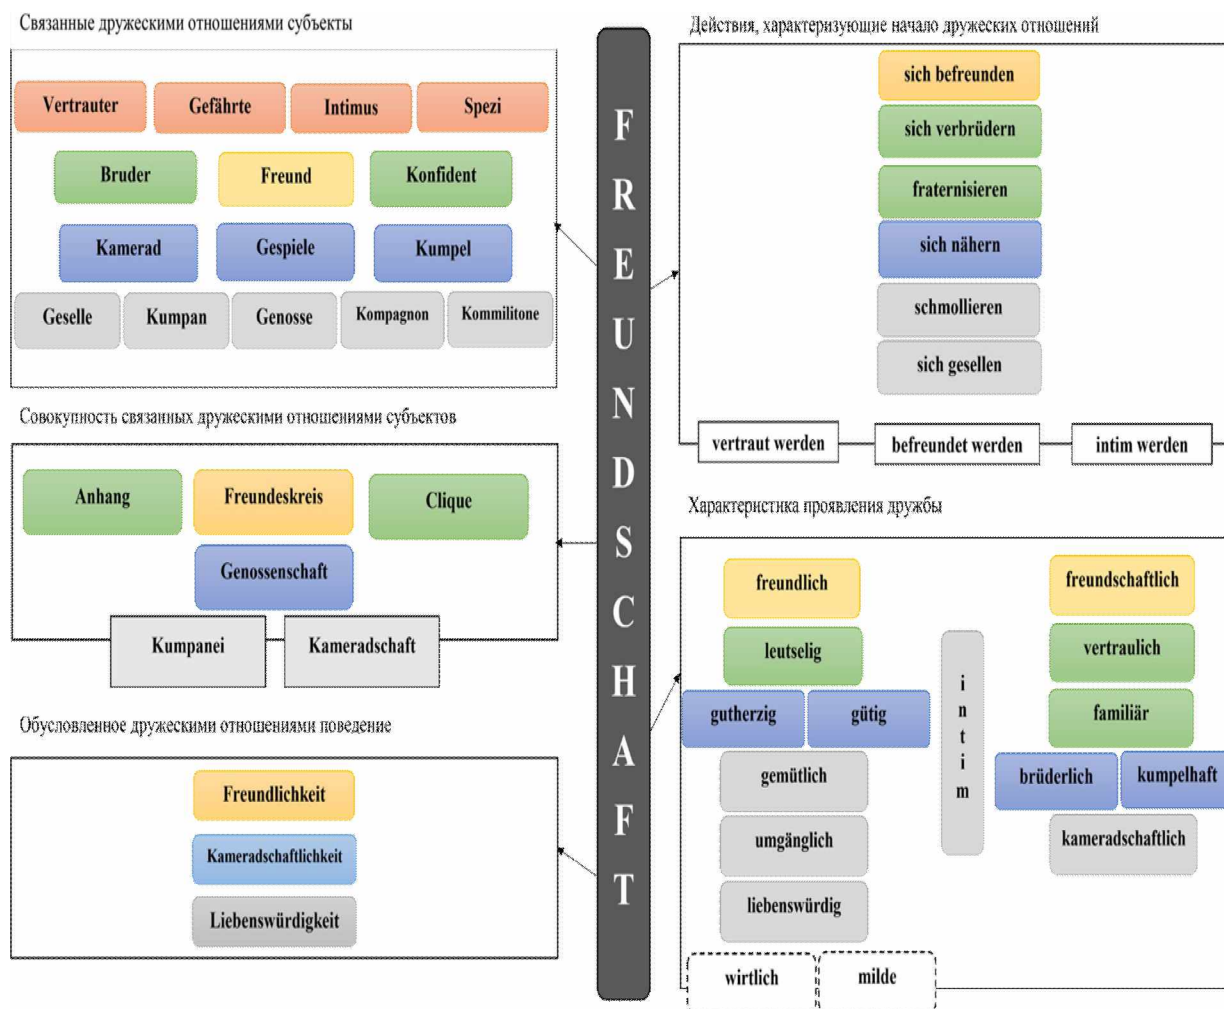 Связанные дружескими отношениями субъекты
Vertrauter
Gefährte
Intimus
Spezi
Bruder
Freund
Konfident
Kamerad
Gespiele
Kumpel
Geselle
Kumpan
Genosse
Kompagnon
Kommilitone
Совокупность связанных дружескими отношениями субъектов
Anhang
Freundeskreis
Clique
Genossenschaft
Kumpanei
Kameradschaft
Обусловленное дружескими отношениями поведение
Freundlichkeit
Kameradschaftlichkeit
Liebenswürdigkeit
FREUNDSCHAFT
Действия, характеризующие начало дружеских отношений
sich befreunden
sich verbrüdern
fraternisieren
sich nähern
schmollieren
sich gesellen
vertraut werden
befreundet werden
intim werden
Характеристика проявления дружбы
freundlich
leutselig
gutherzig
gütig
gemütlich
umgänglich
liebenswürdig
wirtlich
milde
intim
freundschaftlich
vertraulich
familiär
brüderlich
kumpelhaft
kameradschaftlich